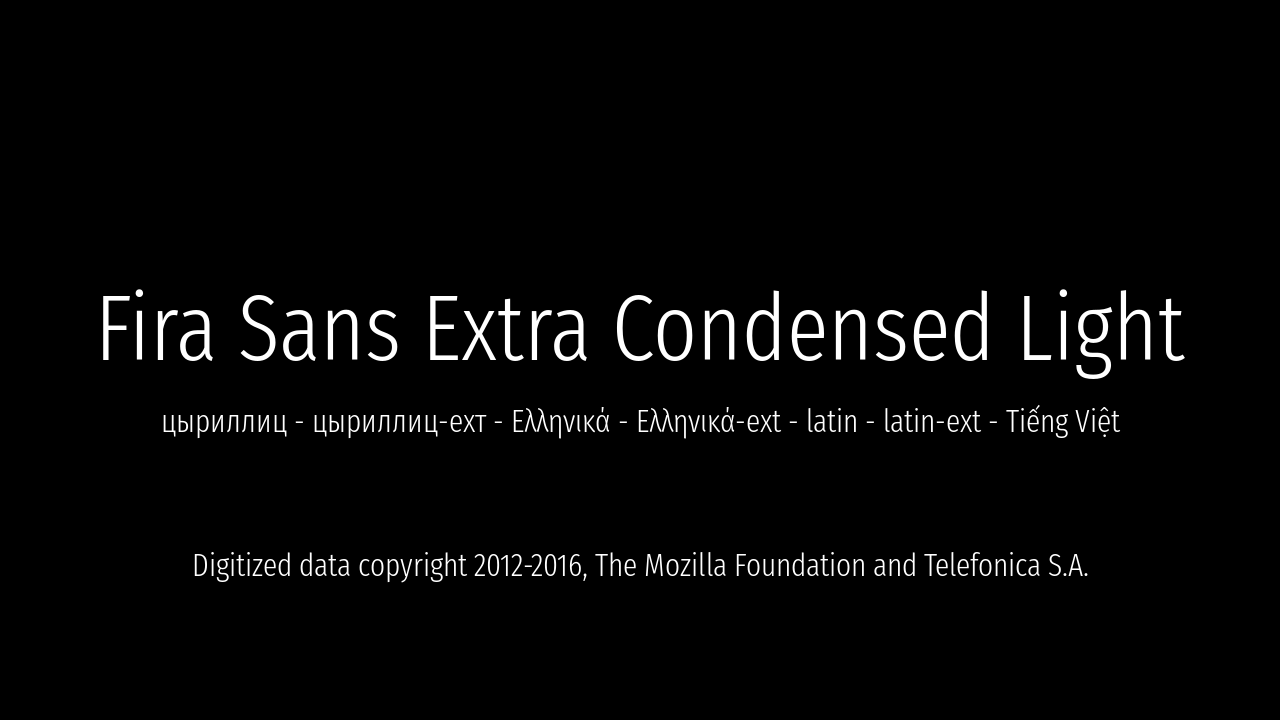 Fira Sans Extra Condensed Light
цыриллиц - цыриллиц-ехт - Ελληνικά - Ελληνικά-ext - latin - latin-ext - Tiếng Việt
Digitized data copyright 2012-2016, The Mozilla Foundation and Telefonica S.A.